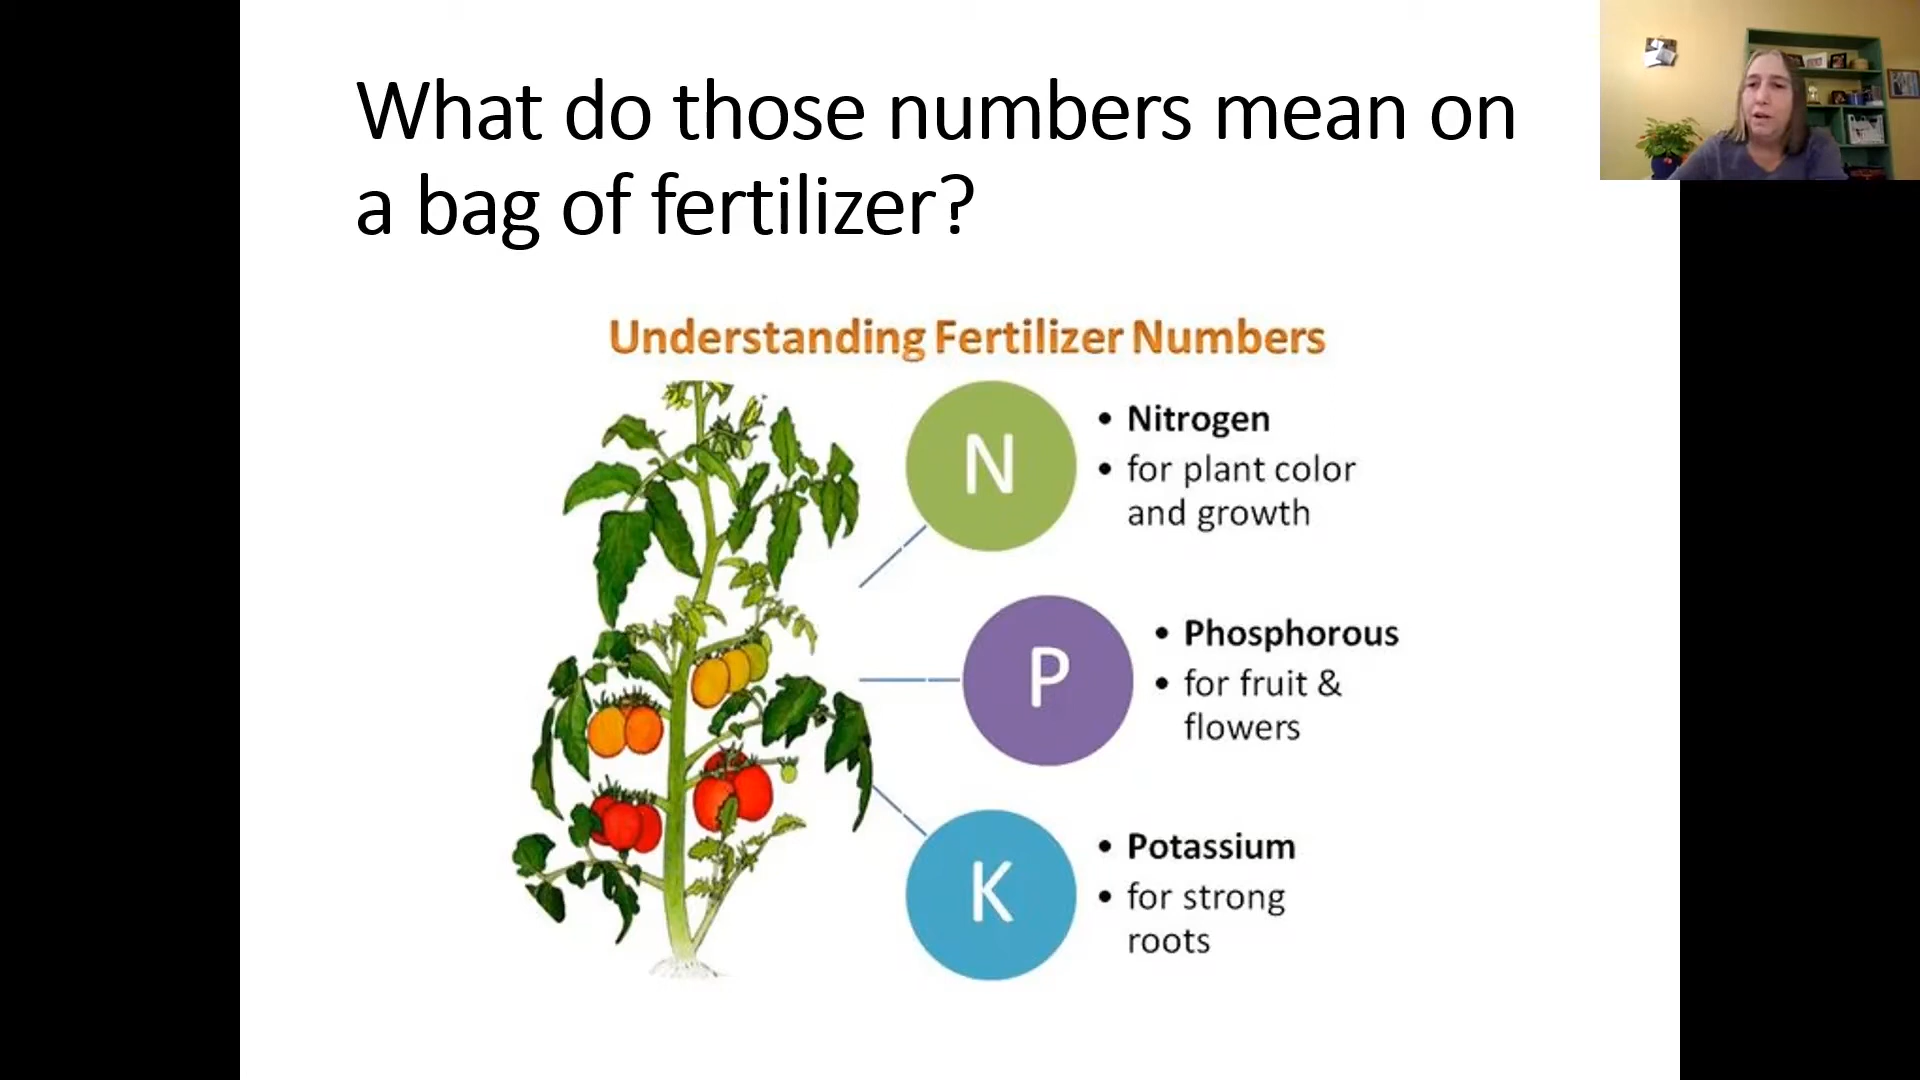 What do those numbers mean on
a bag of fertilizer?
Understanding Fertilizer Numbers
N
• Nitrogen
• for plant color
and growth
P
• Phosphorous
• for fruit &
flowers
K
• Potassium
• for strong
roots